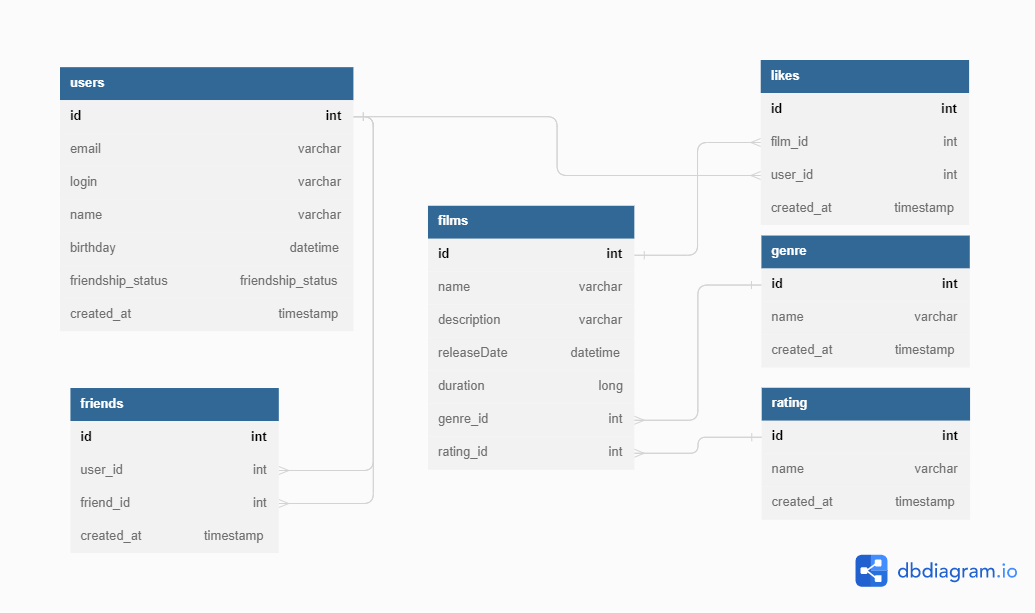 users
id int
email varchar
login varchar
name varchar
birthday datetime
friendship_status friendship_status
created_at timestamp
friends
id int
user_id int
friend_id int
created_at timestamp
films
id int
name varchar
description varchar
releaseDate datetime
duration long
genre_id int
rating_id int
likes
id int
film_id int
user_id int
created_at timestamp
genre
id int
name varchar
created_at timestamp
rating
id int
name varchar
created_at timestamp
dbdiagram.io